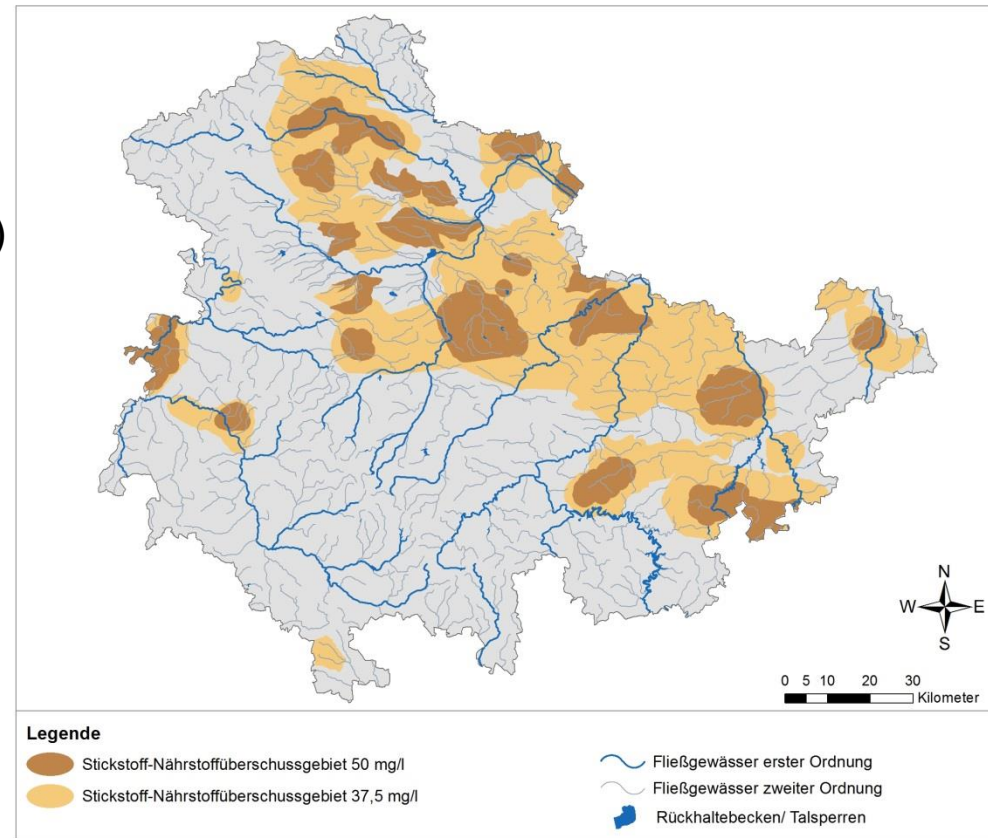 N
W E
S
0 5 10 20 30
Kilometer
Legende
Stickstoff-Nährstoffüberschussgebiet 50 mg/l
Stickstoff-Nährstoffüberschussgebiet 37,5 mg/l
Fließgewässer erster Ordnung
Fließgewässer zweiter Ordnung
Rückhaltebecken/ Talsperren